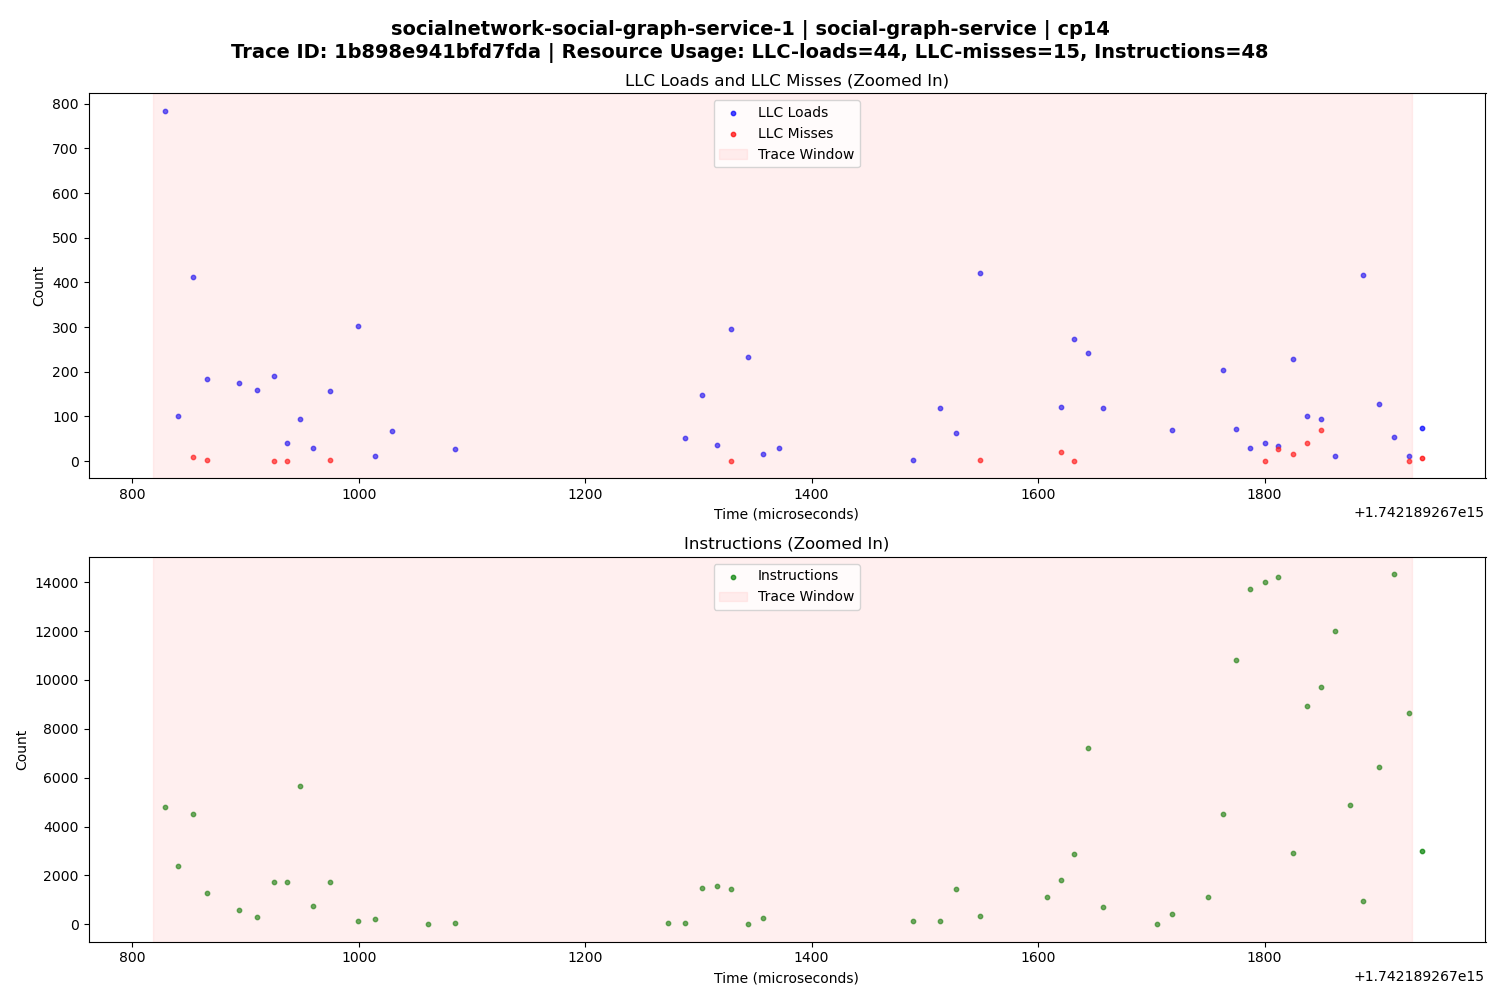 socialnetwork-social-graph-service-1 | social-graph-service | cp14
Trace ID: 1b898e941bfd7fda | Resource Usage: LLC-loads=44, LLC-misses=15, Instructions=48
LLC Loads and LLC Misses (Zoomed In)
800
700
600
500
400
300
200
100
0
Count
LLC Loads
LLC Misses
Trace Window
800 1000 1200 1400 1600 1800
Time (microseconds)
+1.742189267e15
Instructions (Zoomed In)
14000
12000
10000
8000
6000
4000
2000
0
Count
Instructions
Trace Window
800 1000 1200 1400 1600 1800
Time (microseconds)
+1.742189267e15